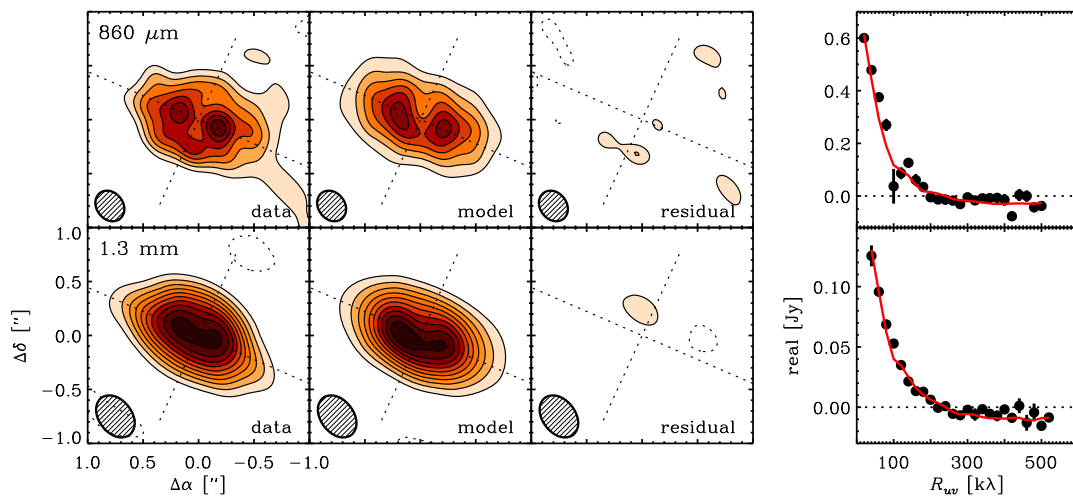 860 μm
data
model
residual
0.6
0.4
0.2
0.0
1.3 mm
data
model
residual
1.0
0.5
0.0
−0.5
−1.0
Δδ ["]
1.0 0.5 0.0 −0.5 −1.0
Δα ["]
0.10
0.05
0.00
real [Jy]
100 300 500
R_uv [kλ]